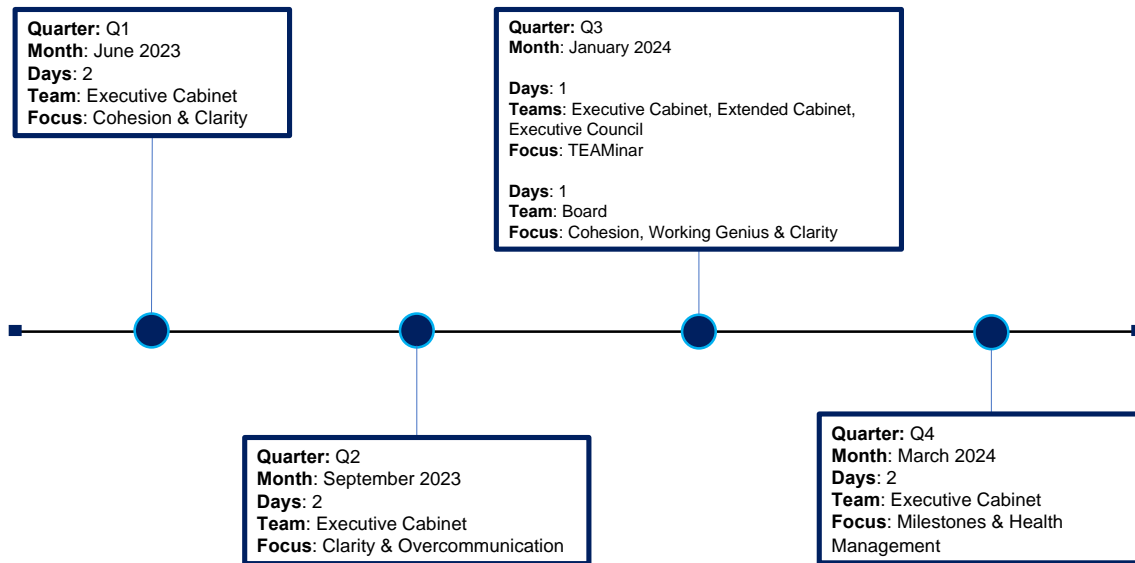 Quarter: Q1
Month: June 2023
Days: 2
Team: Executive Cabinet
Focus: Cohesion & Clarity
Quarter: Q2
Month: September 2023
Days: 2
Team: Executive Cabinet
Focus: Clarity & Overcommunication
Quarter: Q3
Month: January 2024
Days: 1
Teams: Executive Cabinet, Extended Cabinet,
Executive Council
Focus: TEAMinar
Days: 1
Team: Board
Focus: Cohesion, Working Genius & Clarity
Quarter: Q4
Month: March 2024
Days: 2
Team: Executive Cabinet
Focus: Milestones & Health
Management